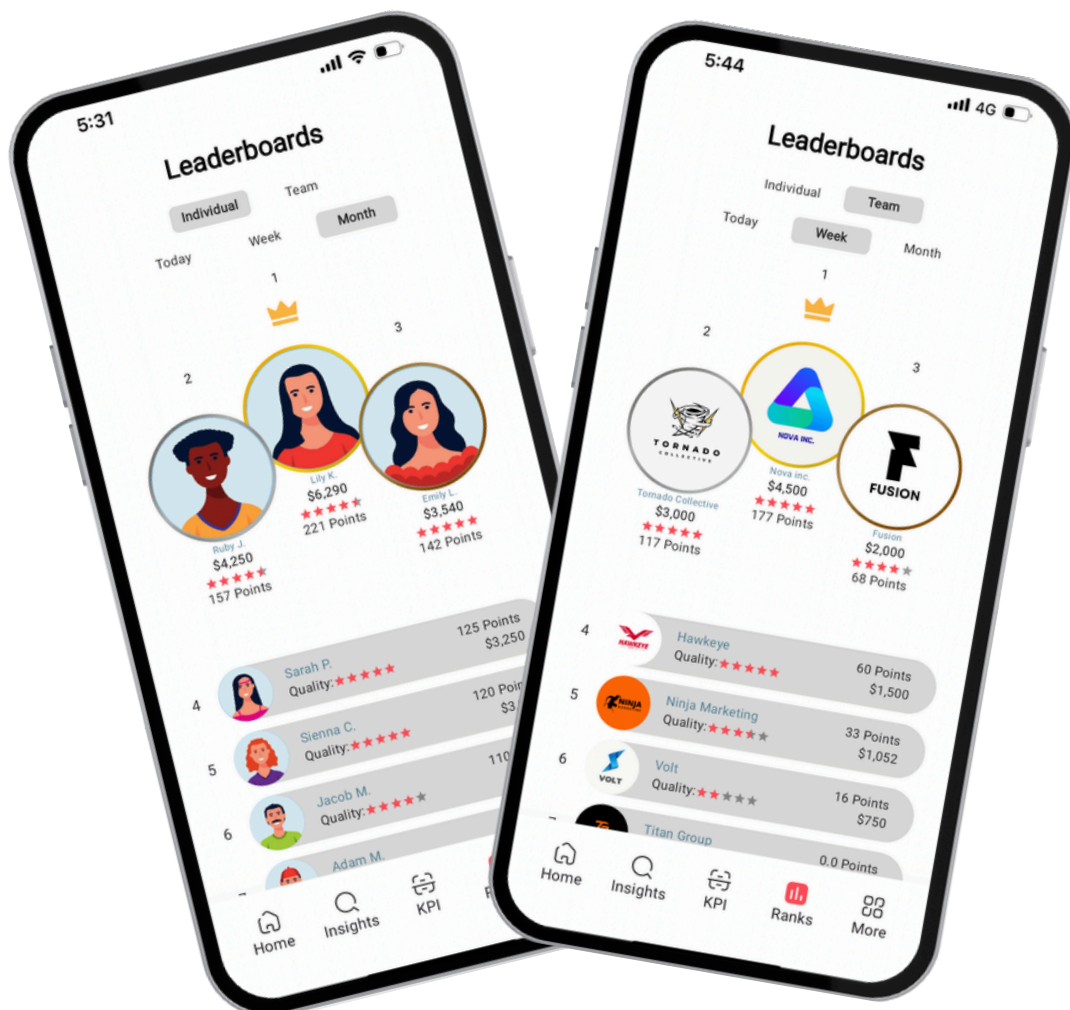 5:31
Leaderboards
Individual Team
Today Week Month
1
2
3
Lily K.
$6,290
221 Points
Emily L.
$3,540
142 Points
Ruby J.
$4,250
157 Points
4 Sarah P. 125 Points
Quality: $3,250
5 Sienna C. 120
Quality:
6 Jacob M.
Quality:
Adam M.
Home Insights KPI
5:44 4G
Leaderboards
Individual Team
Today Week Month
1
2
3
TORNADO
COLLECTIVE
NOVA INC.
FUSION
Nova inc.
$4,500
177 Points
Tornado Collective
$3,000
117 Points
Fusion
$2,000
68 Points
4 HAWKEYE Hawkeye 60 Points
Quality: $1,500
5 NINJA Ninja Marketing 33 Points
Quality: $1,052
6 VOLT Volt 16 Points
Quality: $750
Titan Group 0.0 Points
Home Insights KPI Ranks More